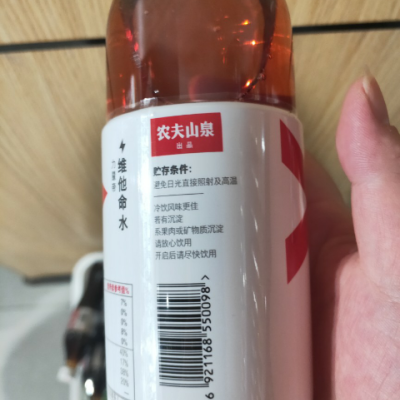 农夫山泉
出品
维他命水
贮存条件:
避免日光直接照射及高温
冷饮风味更佳
若有沉淀
系果肉或矿物质沉淀
请放心饮用
开启后请尽快饮用
6 921168 550098 >